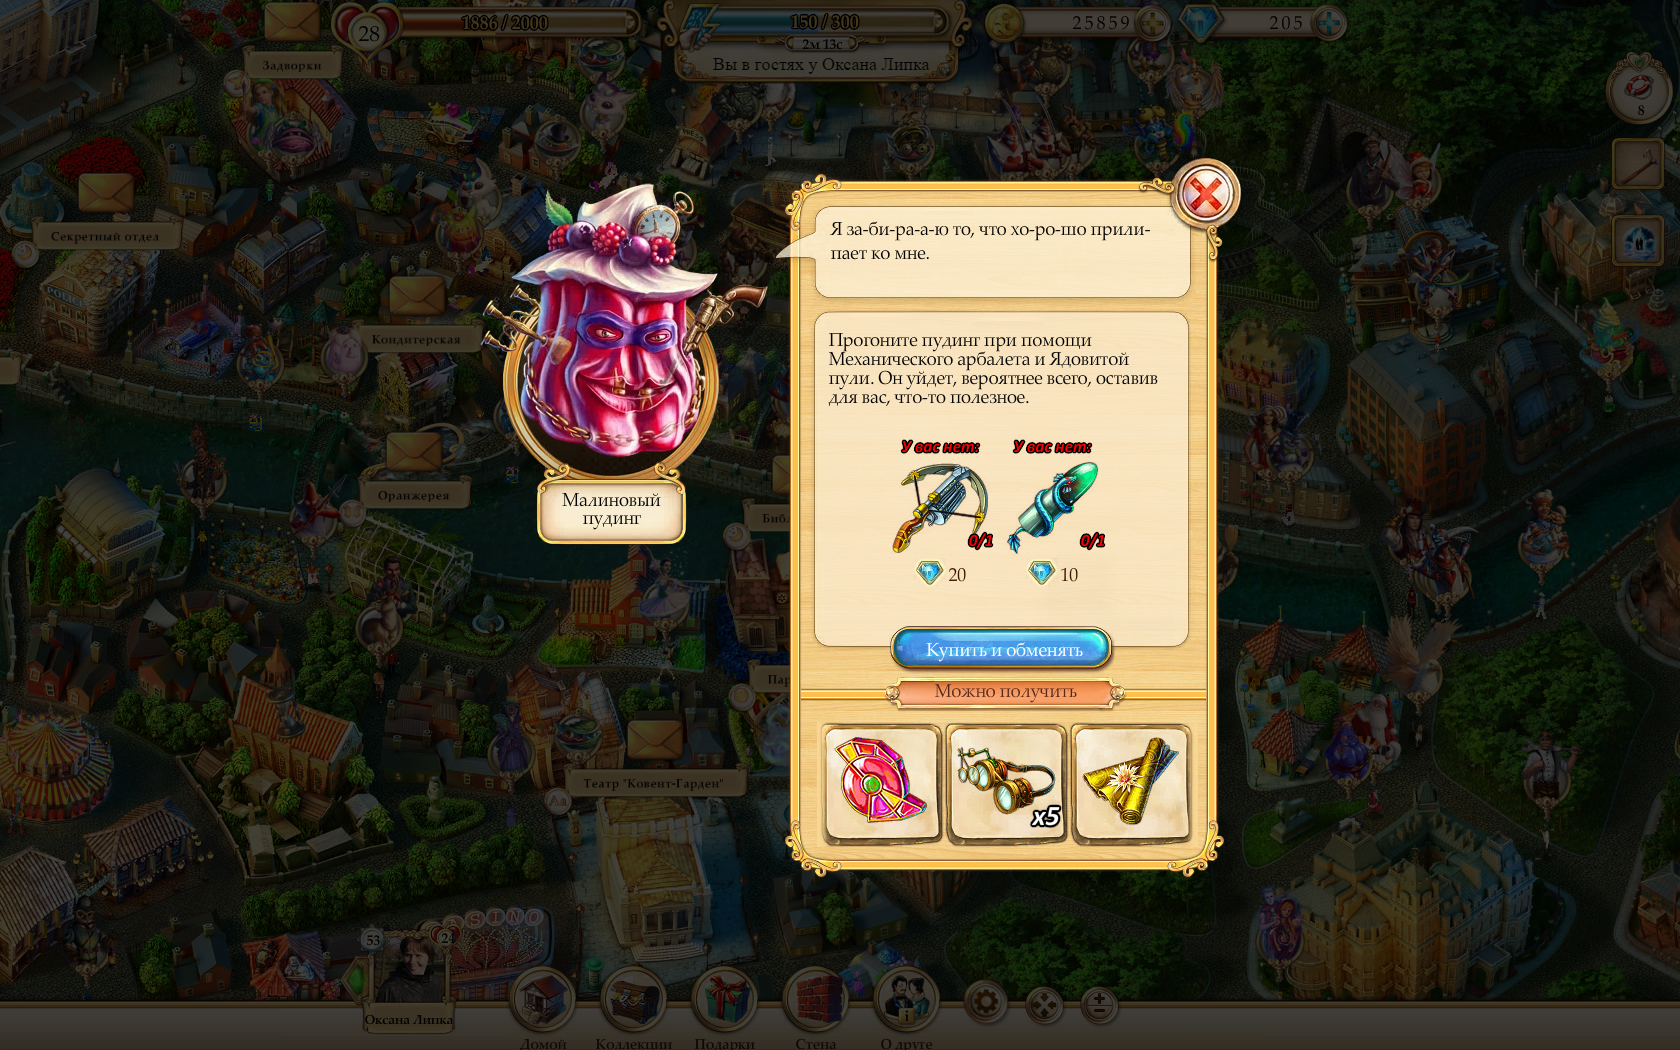 28
1886 / 2000
150 / 300
2м 13с
Вы в гостях у Оксана Липка
25859
205
8
Задворки
Секретный отдел
POLICE
Кондитерская
Оранжерея
Театр "Ковент-Гарден"
Я за-би-ра-а-ю то, что хо-ро-шо прили-
пает ко мне.
Малиновый
пудинг
Прогоните пудинг при помощи
Механического арбалета и Ядовитой
пули. Он уйдет, вероятнее всего, оставив
для вас, что-то полезное.
У вас нет: У вас нет:
0/1 0/1
20 10
Купить и обменять
Можно получить
x5
CASINO
53
24
Оксана Липка
Домой Коллекции Подарки Стена О друге